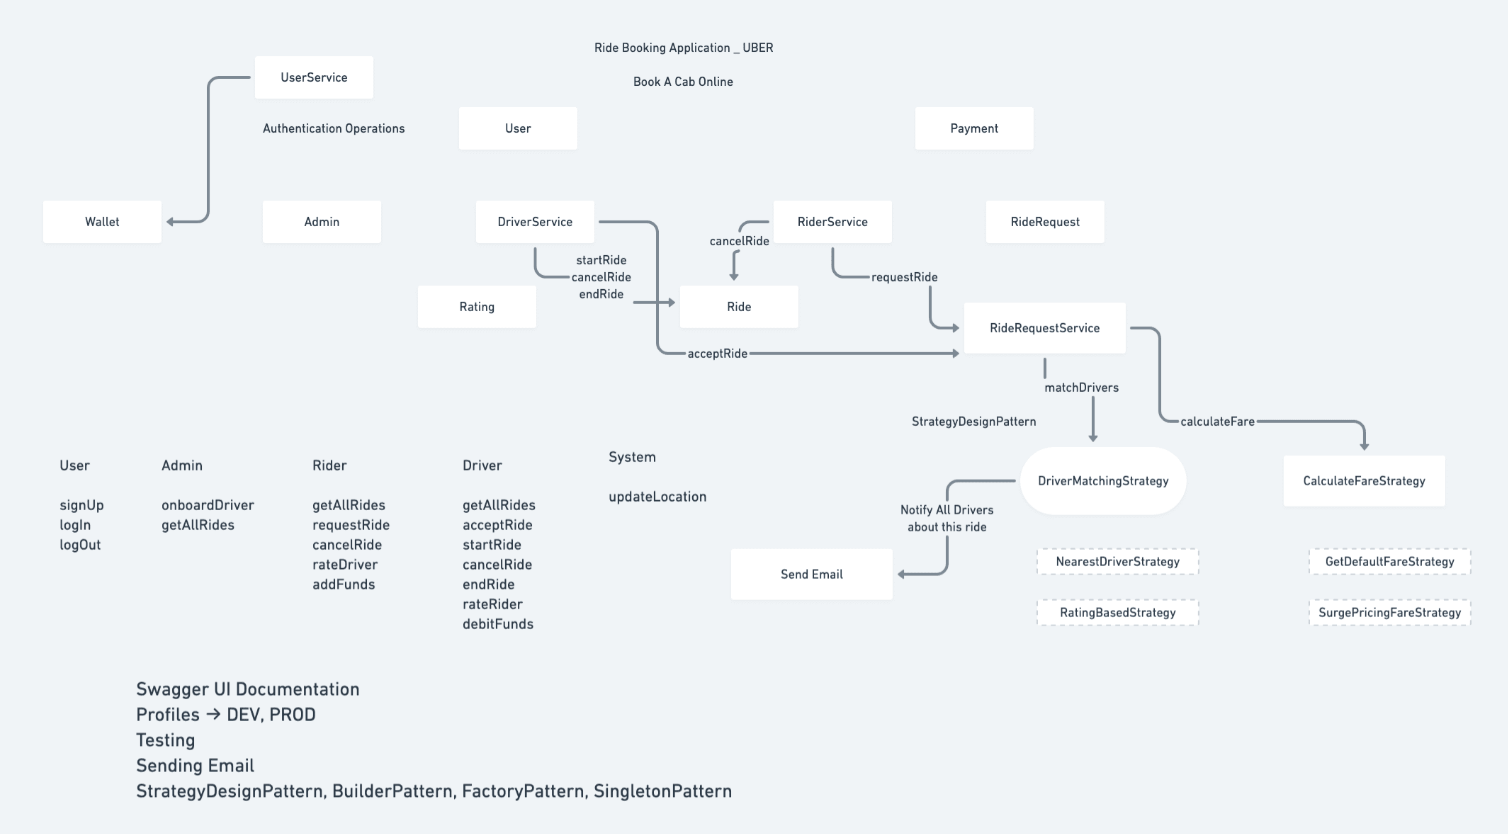 Ride Booking Application _ UBER
Book A Cab Online
UserService
Authentication Operations
User
Payment
Wallet
Admin
DriverService
RiderService
RideRequest
cancelRide
startRide
cancelRide
endRide
requestRide
Rating
Ride
RideRequestService
acceptRide
matchDrivers
StrategyDesignPattern
calculateFare
DriverMatchingStrategy
CalculateFareStrategy
Notify All Drivers
about this ride
Send Email
NearestDriverStrategy
RatingBasedStrategy
GetDefaultFareStrategy
SurgePricingFareStrategy
User
signUp
logIn
logOut
Admin
onboardDriver
getAllRides
Rider
getAllRides
requestRide
cancelRide
rateDriver
addFunds
Driver
getAllRides
acceptRide
startRide
cancelRide
endRide
rateRider
debitFunds
System
updateLocation
Swagger UI Documentation
Profiles → DEV, PROD
Testing
Sending Email
StrategyDesignPattern, BuilderPattern, FactoryPattern, SingletonPattern